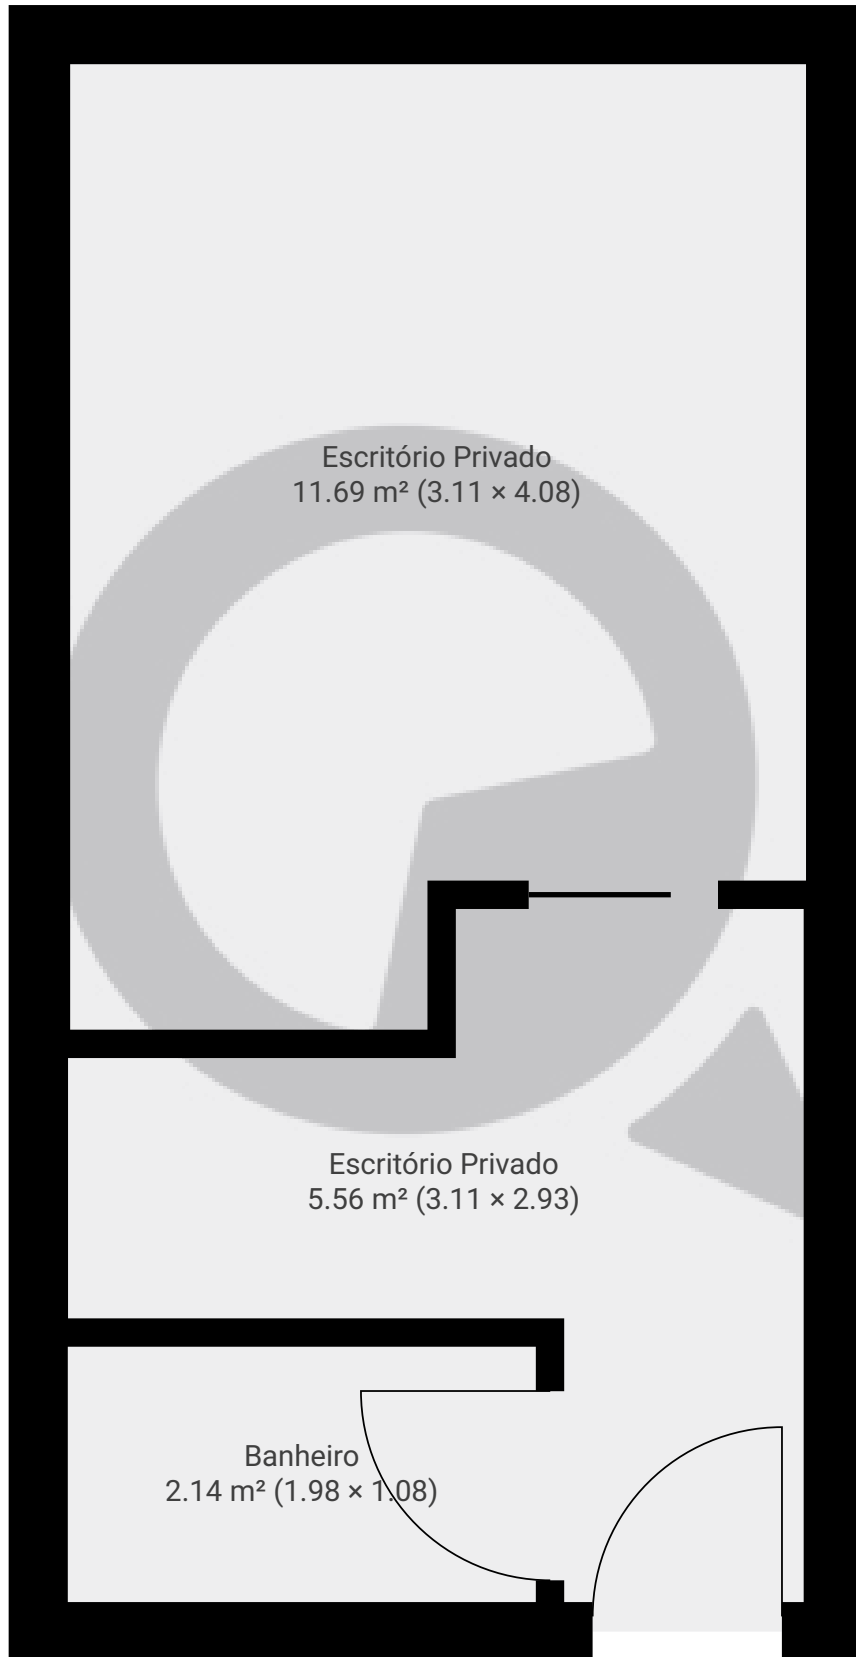 Escritório Privado
11.69 m² (3.11 × 4.08)
Escritório Privado
5.56 m² (3.11 × 2.93)
Banheiro
2.14 m² (1.98 × 1.08)